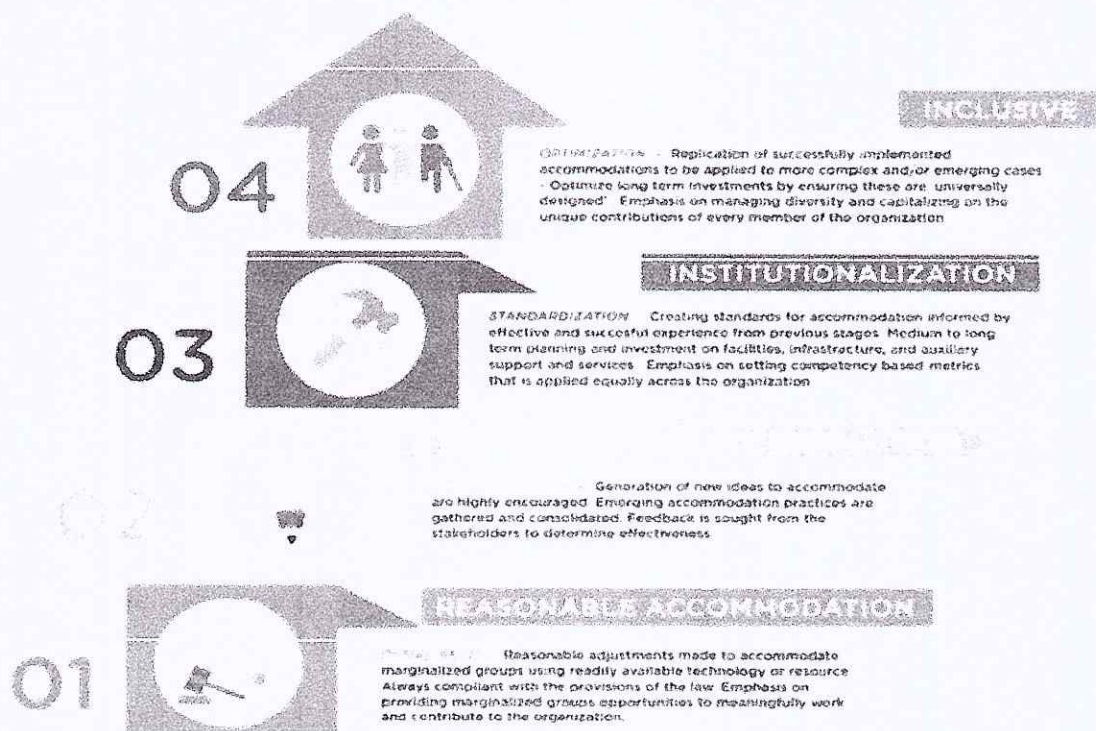 INCLUSIVE
04
OPTIMIZATION - Replication of successfully implemented
accommodations to be applied to more complex and/or emerging cases
- Optimize long term investments by ensuring these are 'universally
designed' Emphasis on managing diversity and capitalizing on the
unique contributions of every member of the organization
INSTITUTIONALIZATION
03
STANDARDIZATION Creating standards for accommodation informed by
effective and succesful experience from previous stages Medium to long
term planning and investment on facilities, infrastructure, and auxiliary
support and services Emphasis on setting competency based metrics
that is applied equally across the organization
02
- Generation of new ideas to accommodate
are highly encouraged Emerging accommodation practices are
gathered and consolidated. Feedback is sought from the
stakeholders to determine effectiveness
REASONABLE ACCOMMODATION
01
Reasonable adjustments made to accommodate
marginalized groups using readily available technology or resource
Always compliant with the provisions of the law Emphasis on
providing marginalized groups opportunities to meaningfully work
and contribute to the organization.